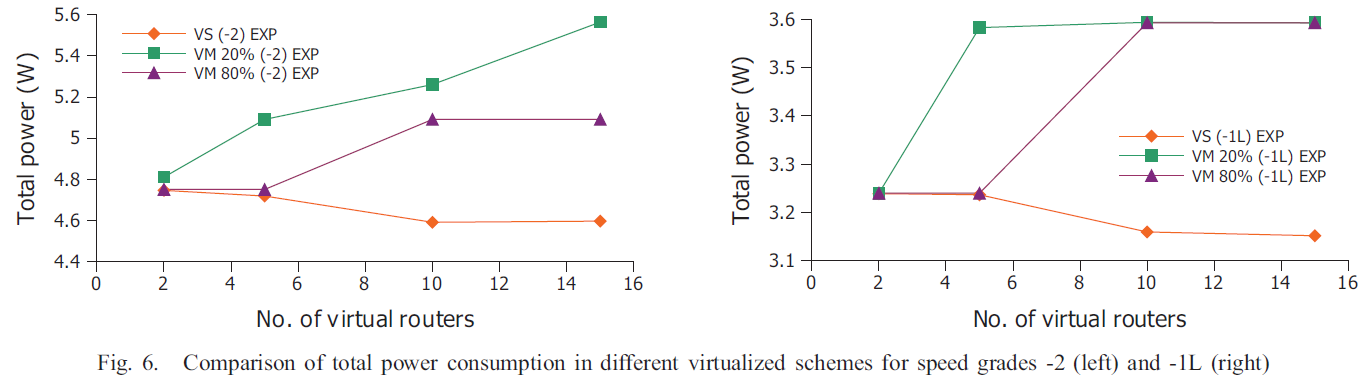 5.6
5.4
5.2
5
4.8
4.6
4.4
Total power (W)
VS (-2) EXP
VM 20% (-2) EXP
VM 80% (-2) EXP
0 2 4 6 8 10 12 14 16
No. of virtual routers
3.6
3.5
3.4
3.3
3.2
3.1
Total power (W)
VS (-1L) EXP
VM 20% (-1L) EXP
VM 80% (-1L) EXP
0 2 4 6 8 10 12 14 16
No. of virtual routers
Fig. 6. Comparison of total power consumption in different virtualized schemes for speed grades -2 (left) and -1L (right)